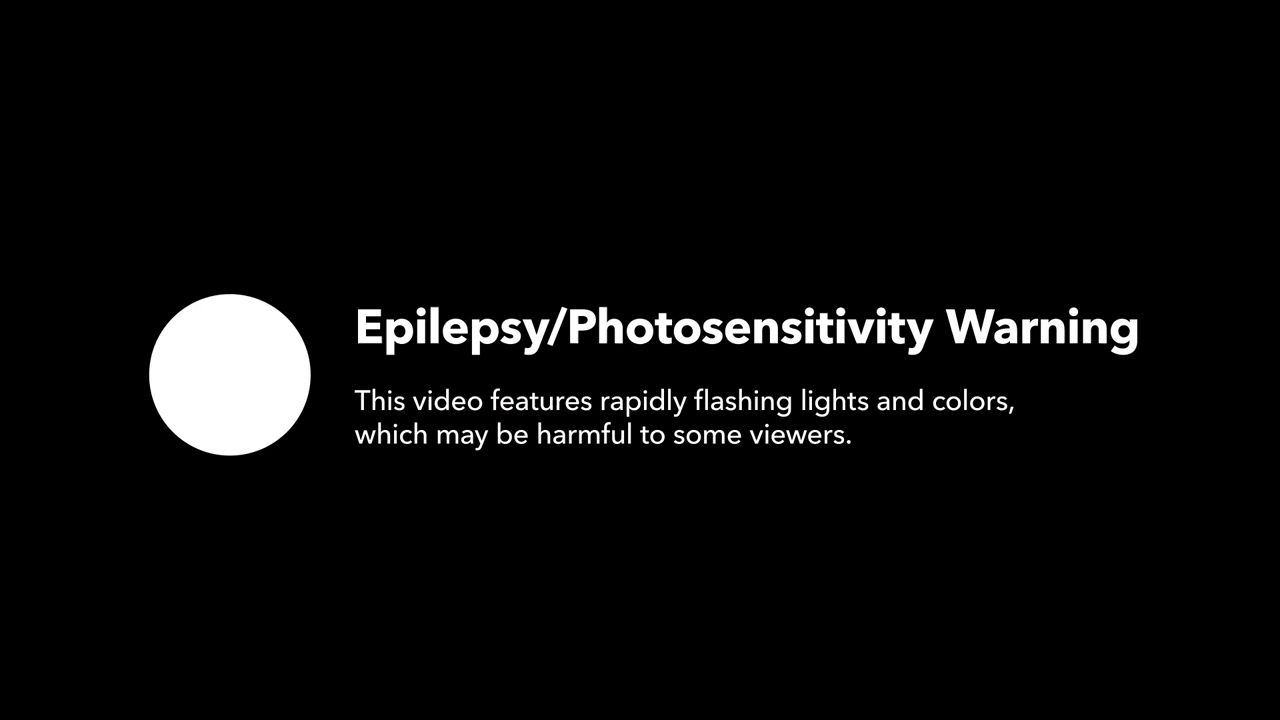 Epilepsy/Photosensitivity Warning
This video features rapidly flashing lights and colors,
which may be harmful to some viewers.